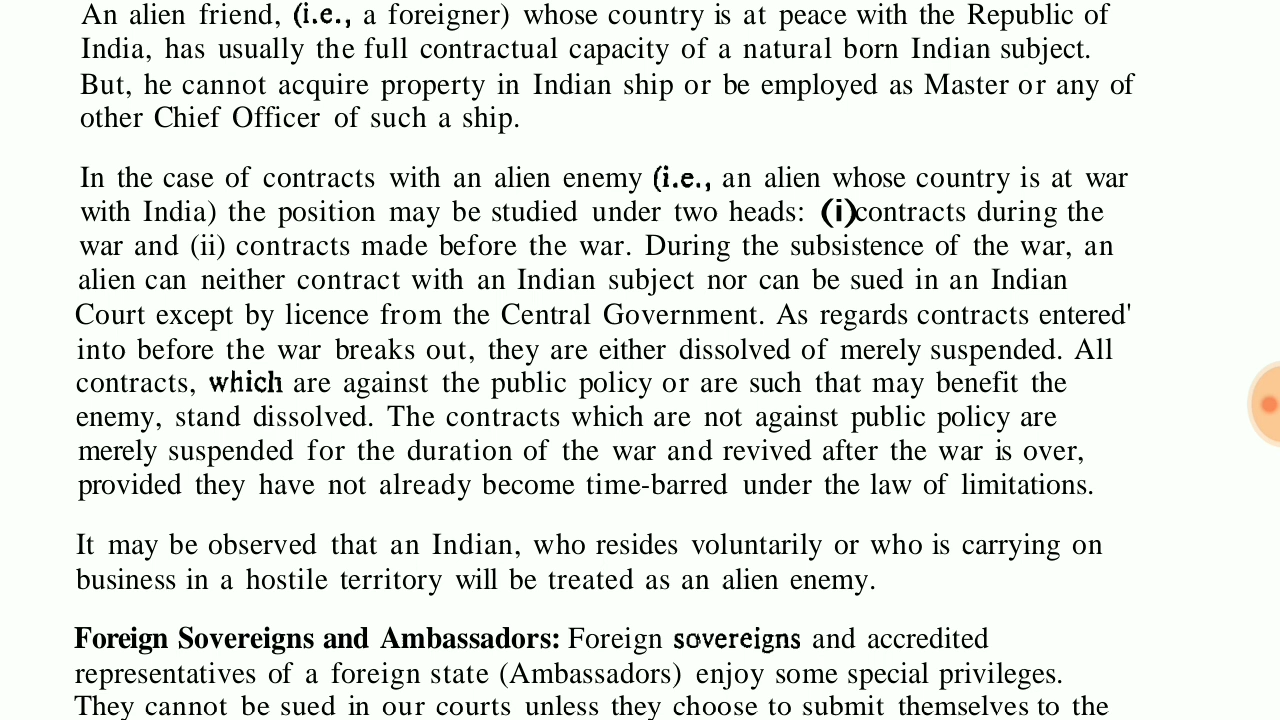 An alien friend, (i.e., a foreigner) whose country is at peace with the Republic of
India, has usually the full contractual capacity of a natural born Indian subject.
But, he cannot acquire property in Indian ship or be employed as Master or any of
other Chief Officer of such a ship.
In the case of contracts with an alien enemy (i.e., an alien whose country is at war
with India) the position may be studied under two heads: (i)contracts during the
war and (ii) contracts made before the war. During the subsistence of the war, an
alien can neither contract with an Indian subject nor can be sued in an Indian
Court except by licence from the Central Government. As regards contracts entered'
into before the war breaks out, they are either dissolved of merely suspended. All
contracts, which are against the public policy or are such that may benefit the
enemy, stand dissolved. The contracts which are not against public policy are
merely suspended for the duration of the war and revived after the war is over,
provided they have not already become time-barred under the law of limitations.
It may be observed that an Indian, who resides voluntarily or who is carrying on
business in a hostile territory will be treated as an alien enemy.
Foreign Sovereigns and Ambassadors: Foreign sovereigns and accredited
representatives of a foreign state (Ambassadors) enjoy some special privileges.
They cannot be sued in our courts unless they choose to submit themselves to the